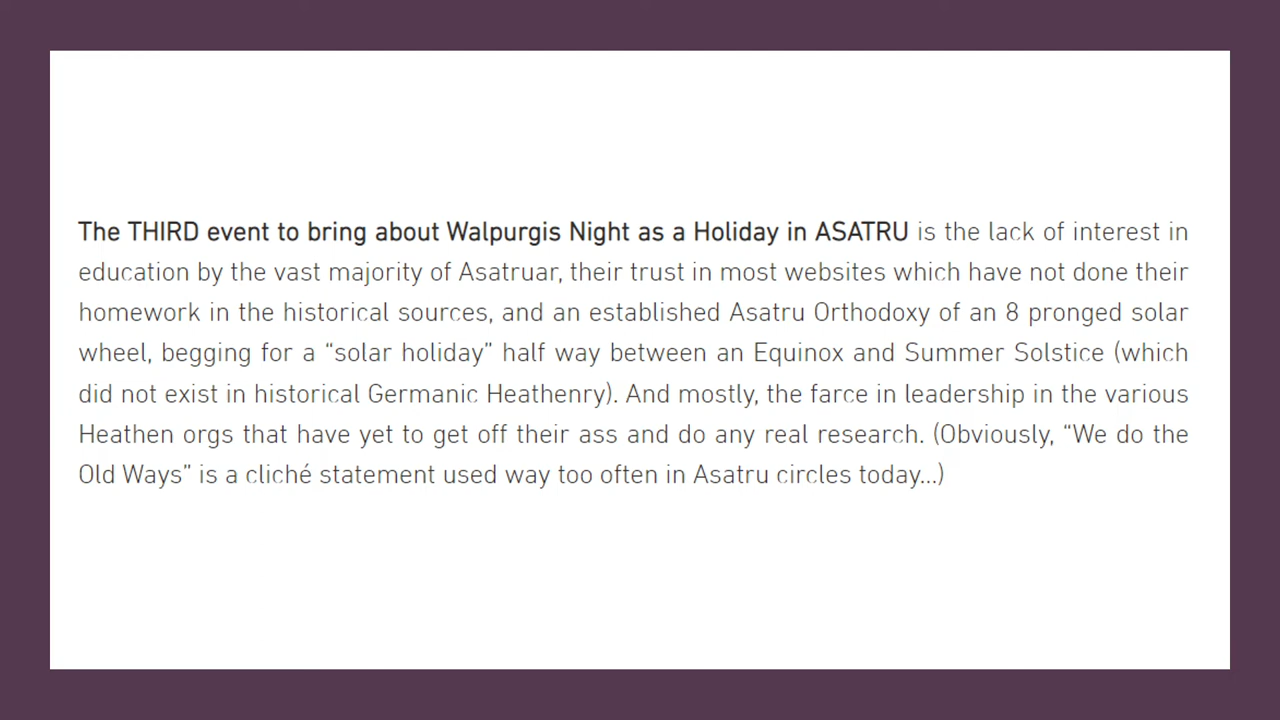 The THIRD event to bring about Walpurgis Night as a Holiday in ASATRU is the lack of interest in
education by the vast majority of Asatruar, their trust in most websites which have not done their
homework in the historical sources, and an established Asatru Orthodoxy of an 8 pronged solar
wheel, begging for a “solar holiday” half way between an Equinox and Summer Solstice (which
did not exist in historical Germanic Heathenry). And mostly, the farce in leadership in the various
Heathen orgs that have yet to get off their ass and do any real research. (Obviously, “We do the
Old Ways” is a cliché statement used way too often in Asatru circles today…)